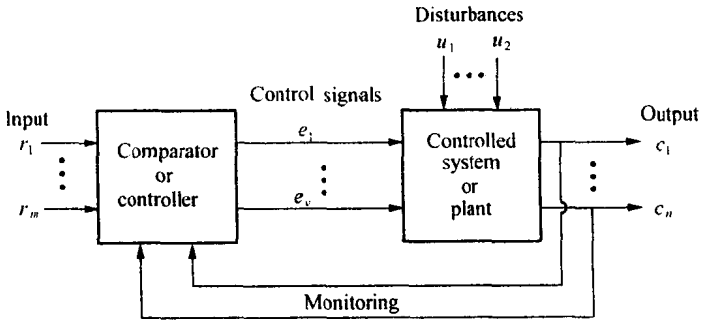 Disturbances
u1 ••• u2
Control signals
Input
Output
r1
e1
c1
Comparator
or
controller
Controlled
system
or
plant
rm
ev
cn
Monitoring